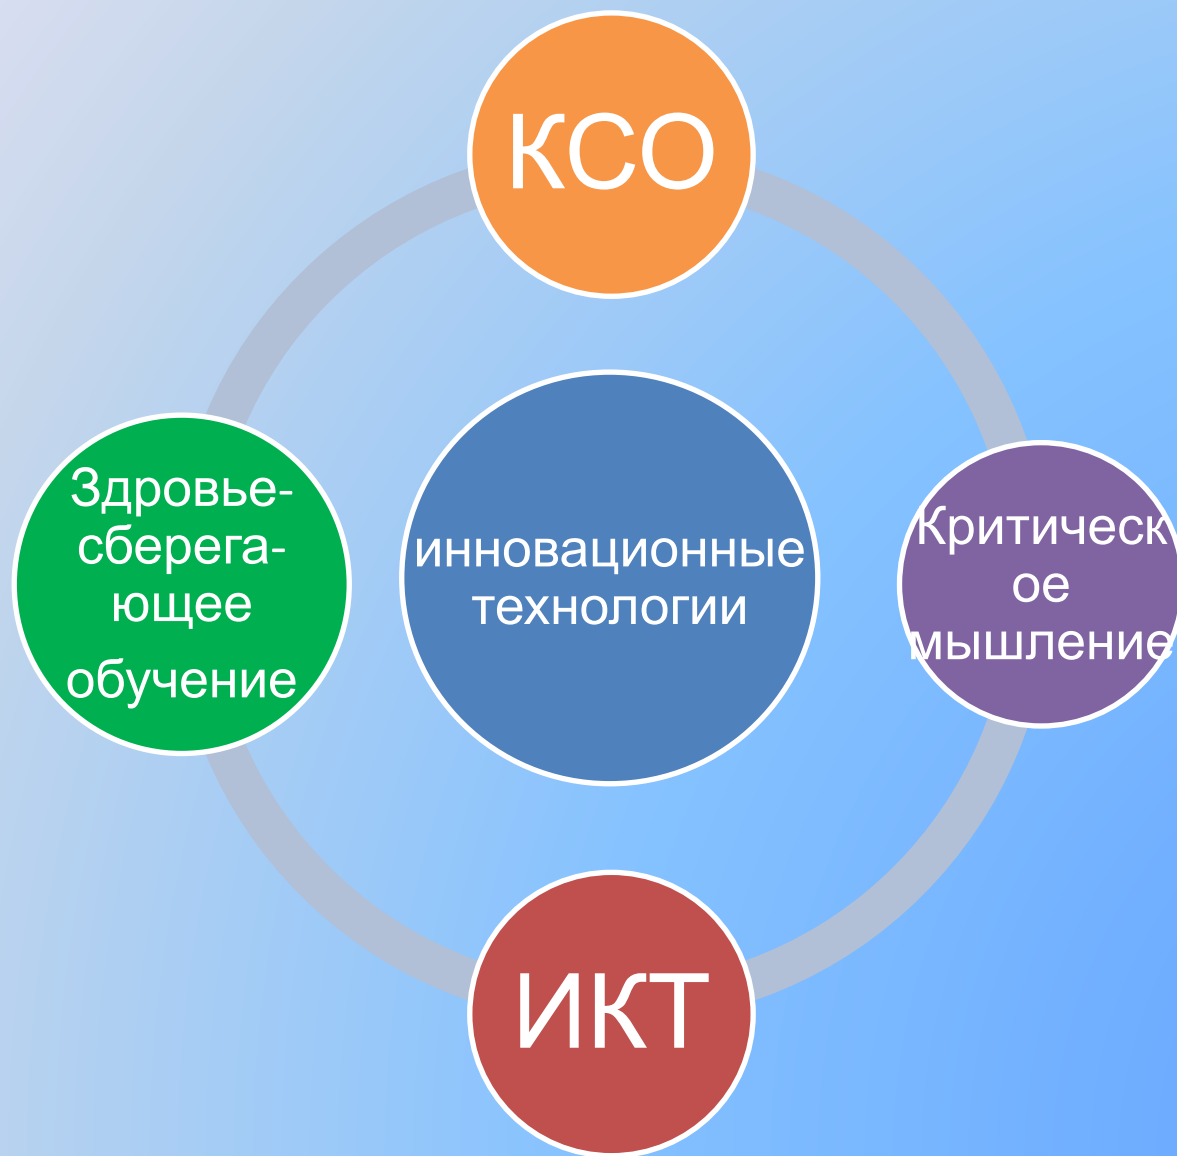 КСО
Здровье-
сберега-
ющее
обучение
инновационные
технологии
Критическ
ое
мышление
ИКТ